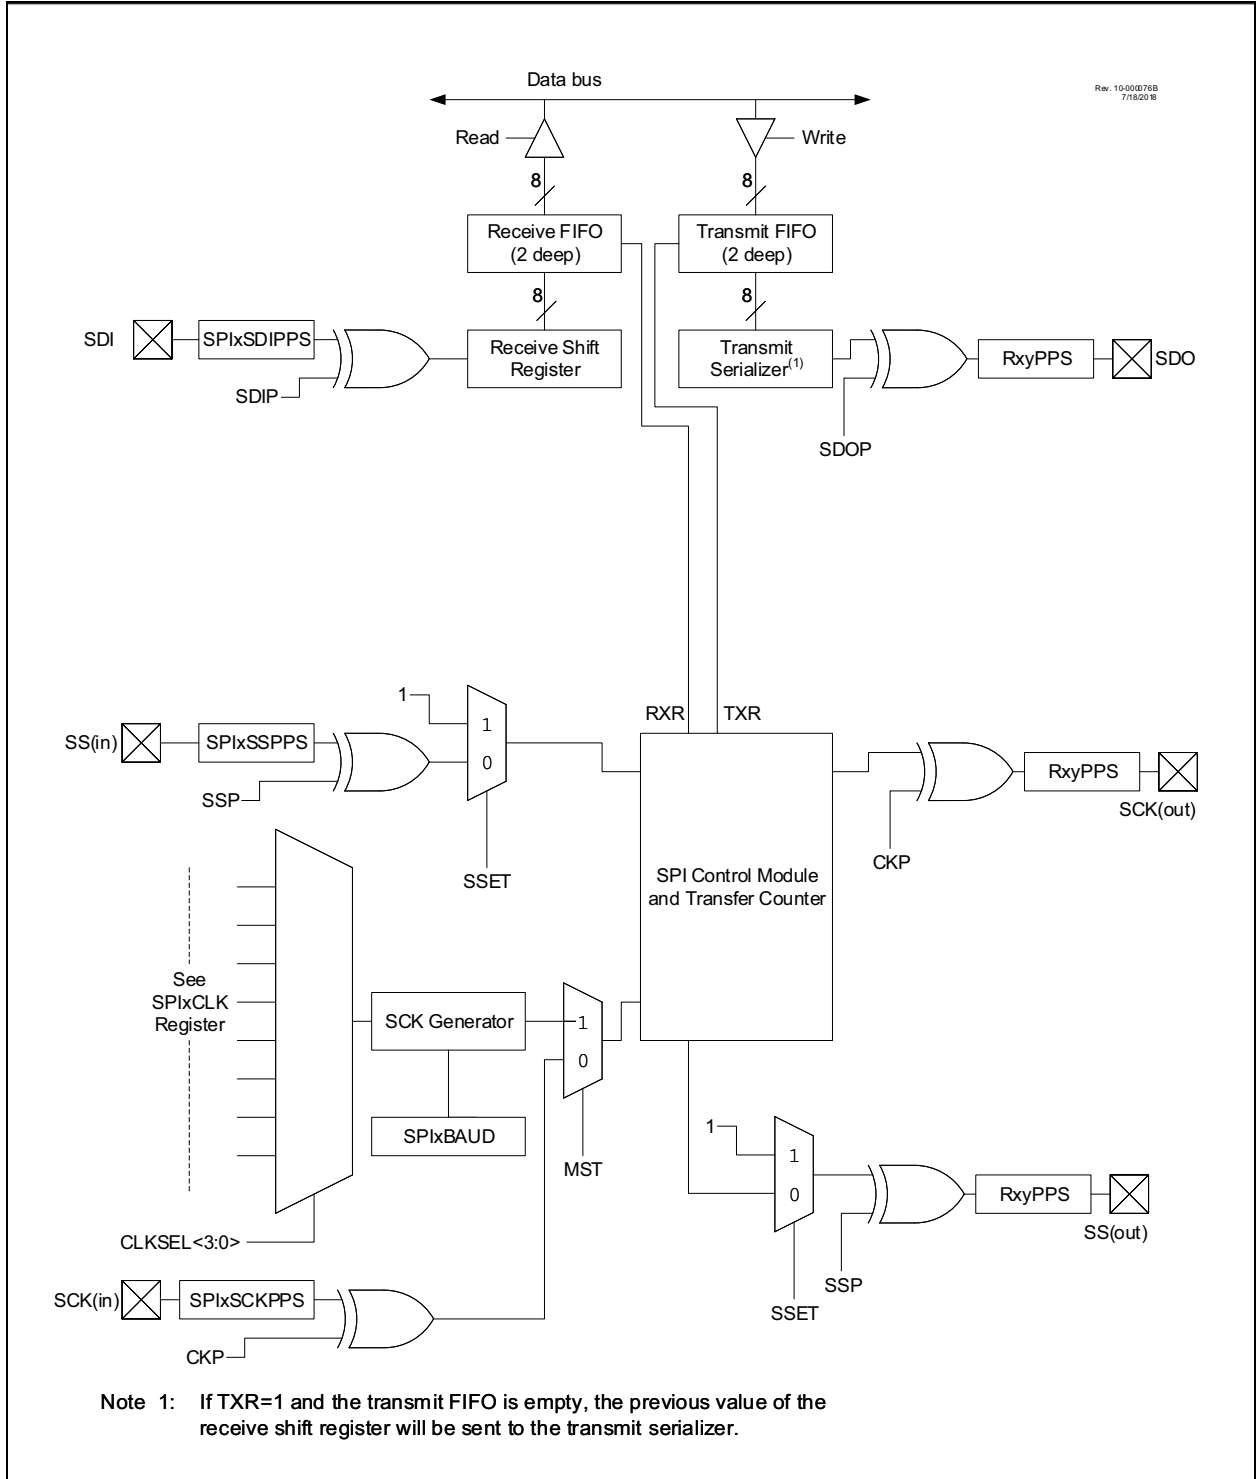 Data bus
Rev. 10-000076B
7/18/2018
Read
Write
8
8
Receive FIFO
(2 deep)
Transmit FIFO
(2 deep)
8
8
SDI
SPIxSDIPPS
SDIP
Receive Shift
Register
Transmit
Serializer(1)
RxyPPS
SDO
SDOP
1
RXR
TXR
SS(in)
SPIxSSPPS
SSP
1
0
SSET
RxyPPS
SCK(out)
CKP
SPI Control Module
and Transfer Counter
See
SPIxCLK
Register
SCK Generator
1
0
SPIxBAUD
MST
CLKSEL<3:0>
1
1
0
RxyPPS
SS(out)
SSP
SSET
SCK(in)
SPIxSCKPPS
CKP
Note 1: If TXR=1 and the transmit FIFO is empty, the previous value of the
receive shift register will be sent to the transmit serializer.